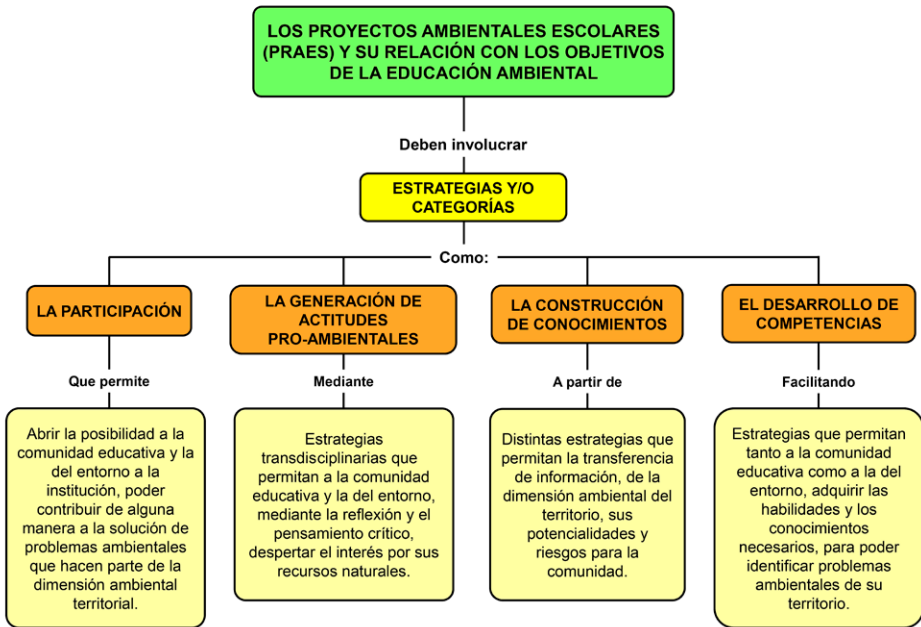 LOS PROYECTOS AMBIENTALES ESCOLARES
(PRAES) Y SU RELACIÓN CON LOS OBJETIVOS
DE LA EDUCACIÓN AMBIENTAL
Deben involucrar
ESTRATEGIAS Y/O
CATEGORÍAS
Como:
LA PARTICIPACIÓN
Que permite
Abrir la posibilidad a la
comunidad educativa y la
del entorno a la
institución, poder
contribuir de alguna
manera a la solución de
problemas ambientales
que hacen parte de la
dimensión ambiental
territorial.
LA GENERACIÓN DE
ACTITUDES
PRO-AMBIENTALES
Mediante
Estrategias
transdisciplinarias que
permitan a la comunidad
educativa y la del entorno,
mediante la reflexión y el
pensamiento crítico,
despertar el interés por sus
recursos naturales.
LA CONSTRUCCIÓN
DE CONOCIMIENTOS
A partir de
Distintas estrategias que
permitan la transferencia
de información, de la
dimensión ambiental del
territorio, sus
potencialidades y
riesgos para la
comunidad.
EL DESARROLLO DE
COMPETENCIAS
Facilitando
Estrategias que permitan
tanto a la comunidad
educativa como a la del
entorno, adquirir las
habilidades y los
conocimientos
necesarios, para poder
identificar problemas
ambientales de su
territorio.